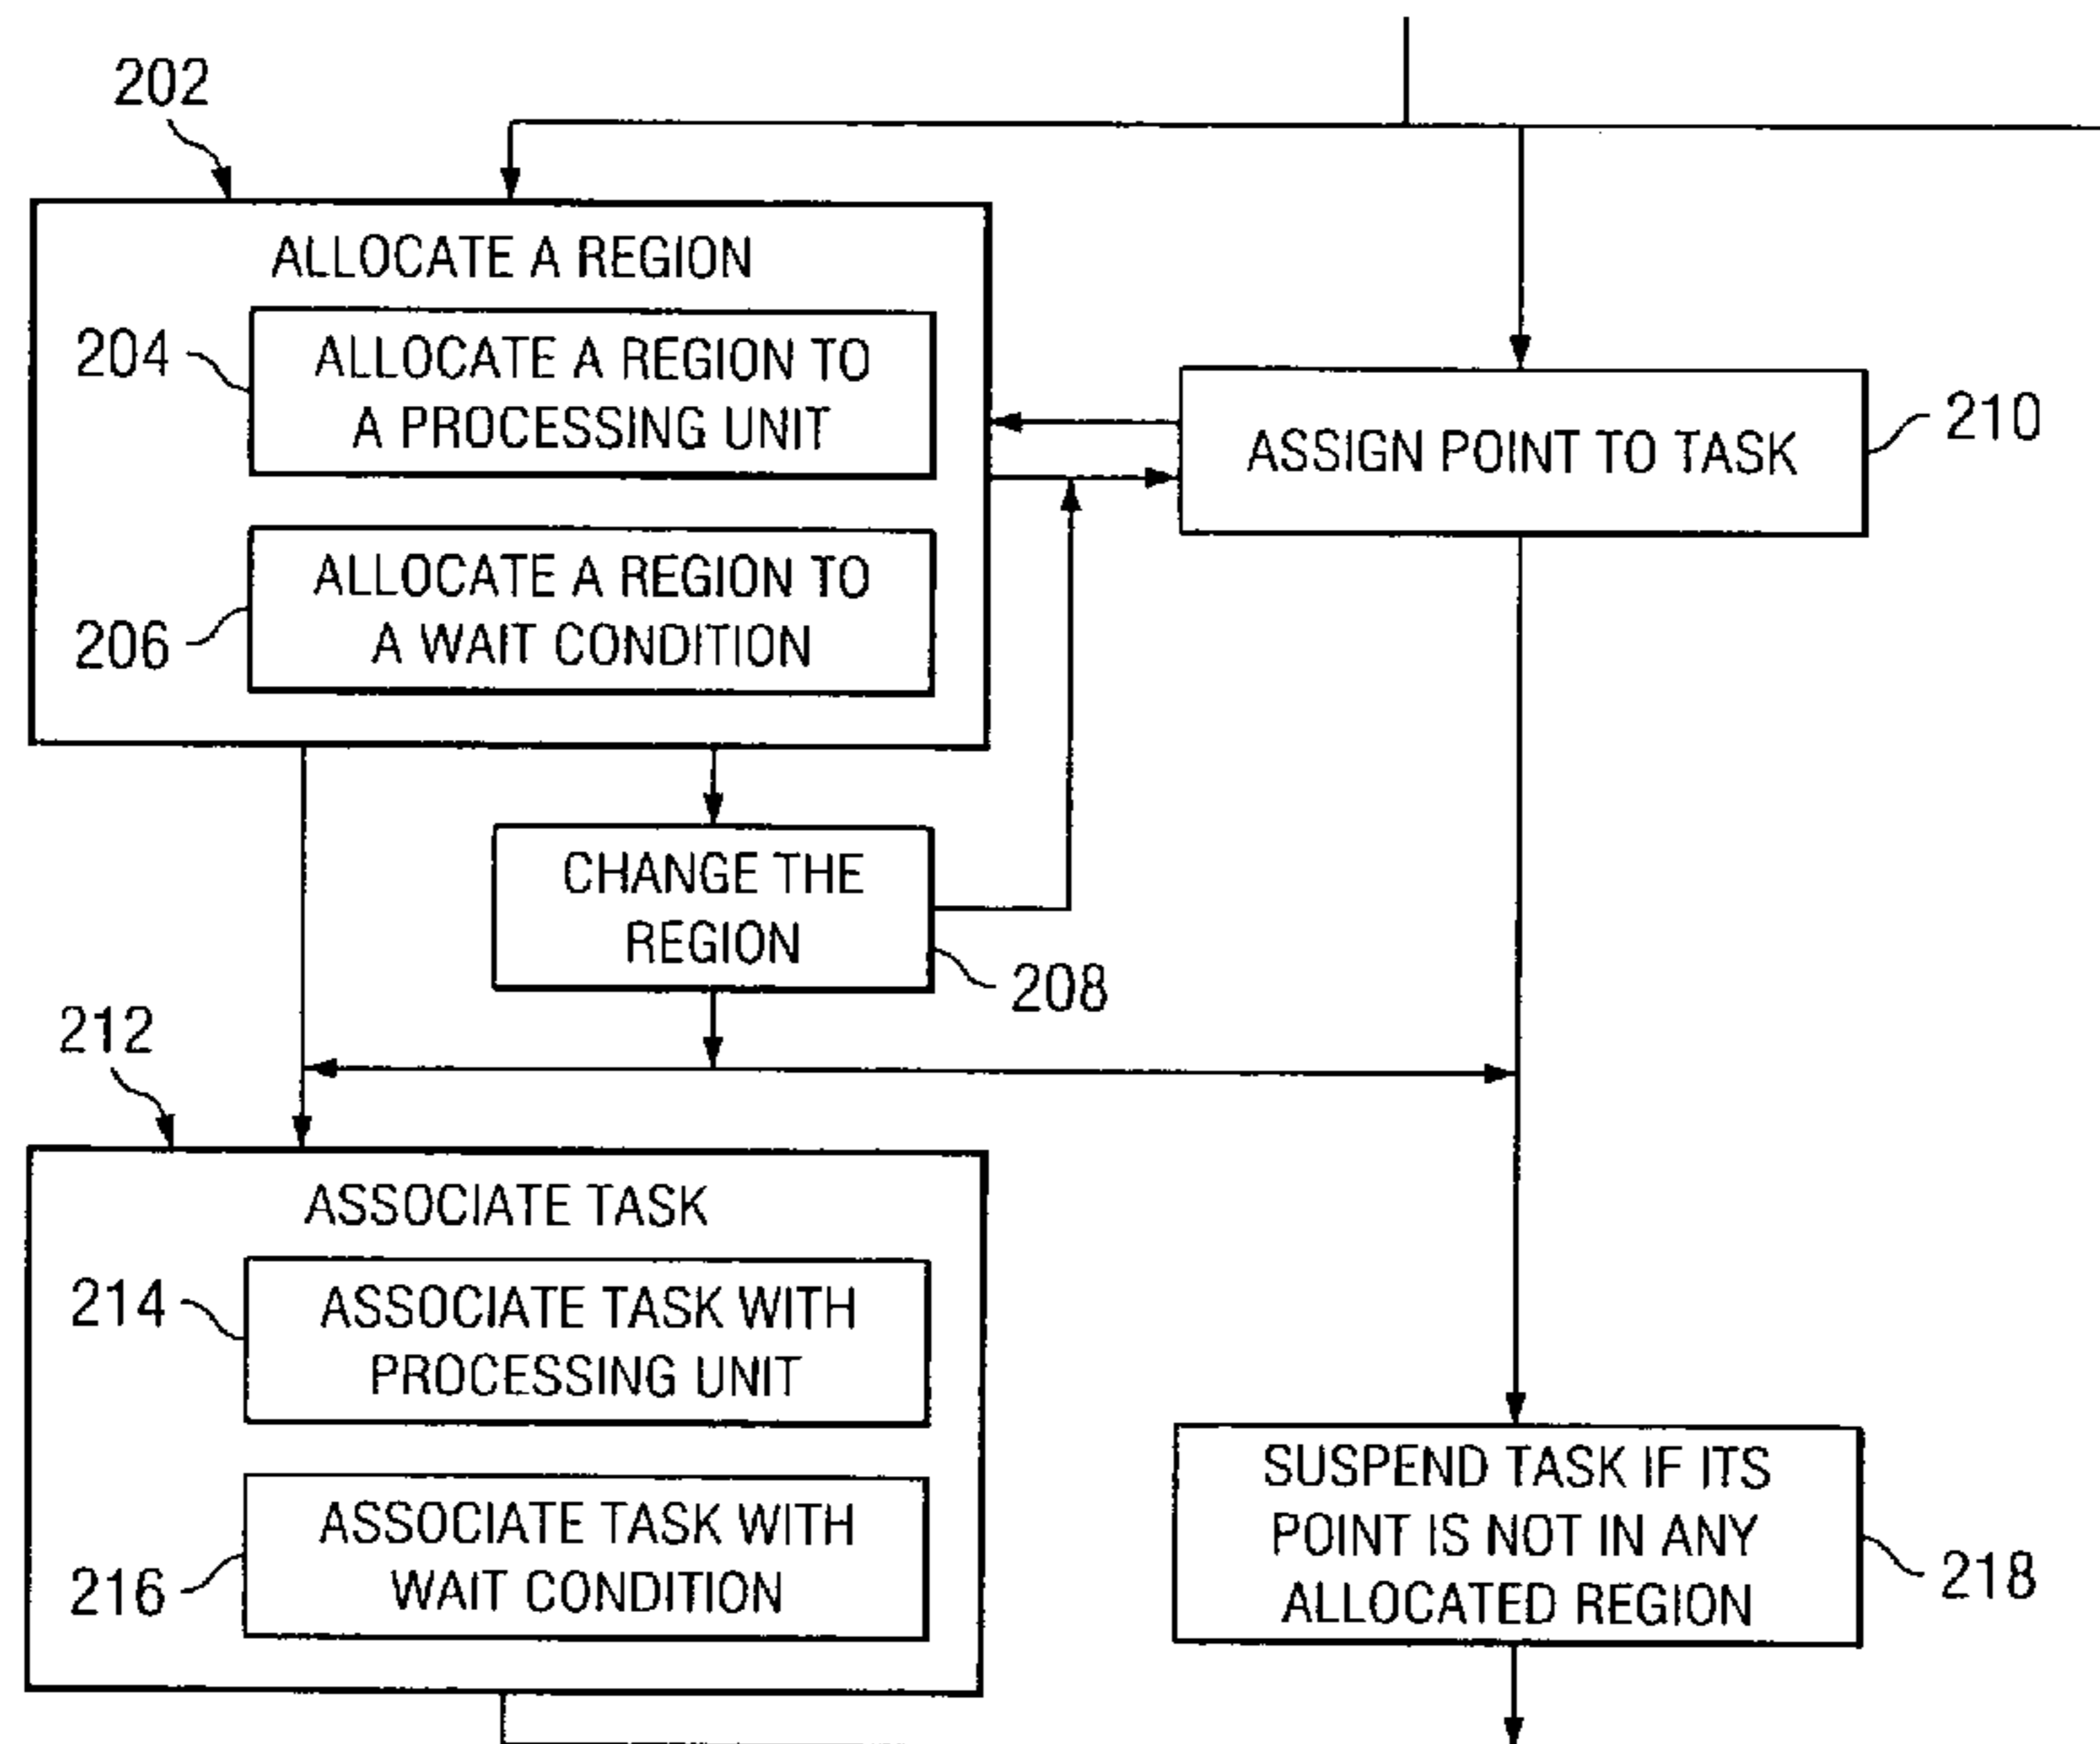 202
ALLOCATE A REGION
204
ALLOCATE A REGION TO
A PROCESSING UNIT
206
ALLOCATE A REGION TO
A WAIT CONDITION
ASSIGN POINT TO TASK
210
CHANGE THE
REGION
208
212
ASSOCIATE TASK
214
ASSOCIATE TASK WITH
PROCESSING UNIT
216
ASSOCIATE TASK WITH
WAIT CONDITION
SUSPEND TASK IF ITS
POINT IS NOT IN ANY
ALLOCATED REGION
218